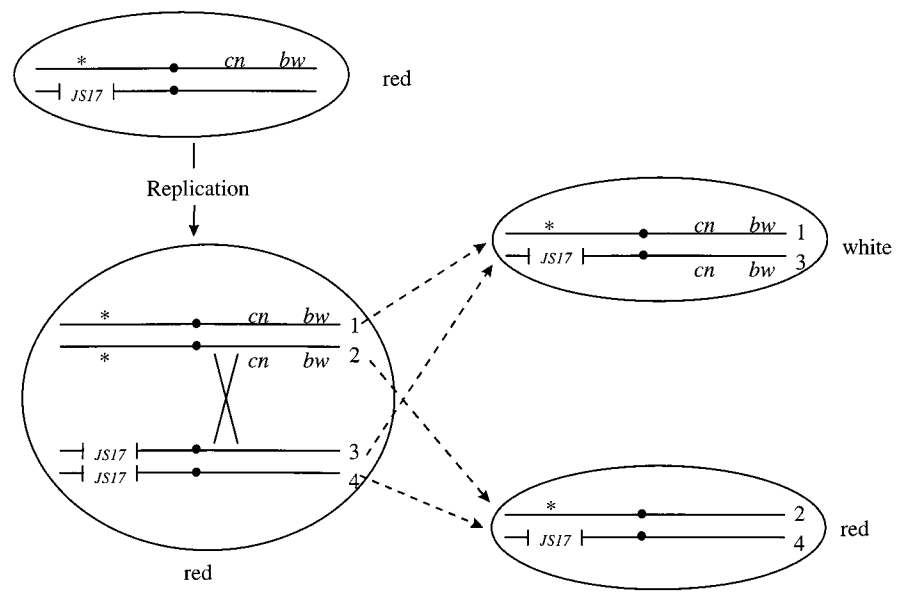 * cn bw
JS17
red
Replication
* cn bw 1
* cn bw 2
JS17 3
JS17 4
red
* cn bw 1
JS17 cn bw 3
white
* 2
JS17 4
red